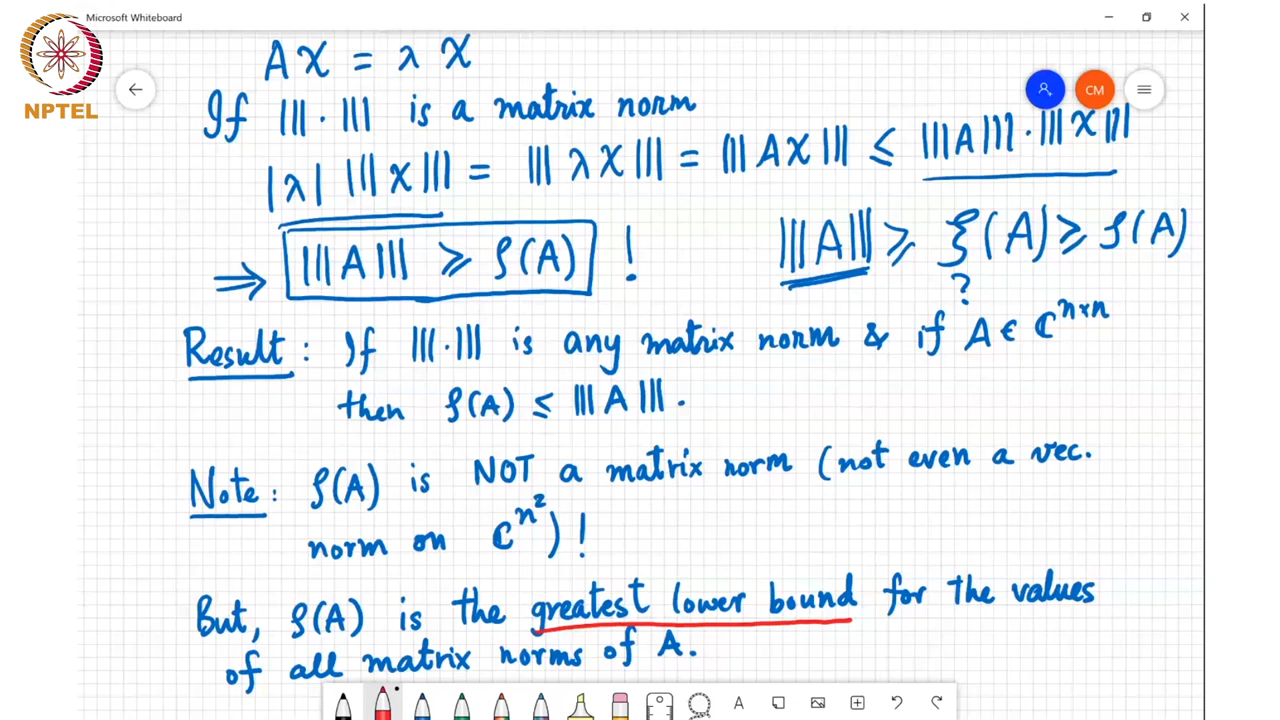 Microsoft Whiteboard
NPTEL
CM
AX = λ X
If |||·||| is a matrix norm
|λ| |||X||| = ||| λX ||| = ||| AX ||| ≤ |||A|||·|||X|||
⇒ |||A||| ≥ ρ(A) !
|||A||| ≥ ξ(A) ≥ ρ(A)
?
Result: If |||·||| is any matrix norm & if A ∈ ℂⁿˣⁿ
then ρ(A) ≤ |||A|||.
Note: ρ(A) is NOT a matrix norm (not even a vec.
norm on ℂⁿ²)!
But, ρ(A) is the greatest lower bound for the values
of all matrix norms of A.
A